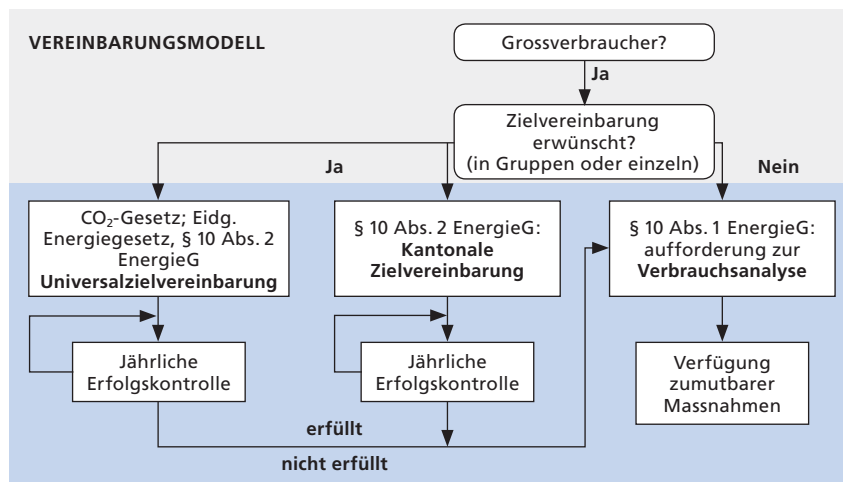 VEREINBARUNGSMODELL
Grossverbraucher?
Ja
Zielvereinbarung
erwünscht?
(in Gruppen oder einzeln)
Ja
Nein
CO₂-Gesetz; Eidg.
Energiegesetz, § 10 Abs. 2
EnergieG
Universalzielvereinbarung
§ 10 Abs. 2 EnergieG:
Kantonale
Zielvereinbarung
§ 10 Abs. 1 EnergieG:
aufforderung zur
Verbrauchsanalyse
Jährliche
Erfolgskontrolle
Jährliche
Erfolgskontrolle
Verfügung
zumutbarer
Massnahmen
erfüllt
nicht erfüllt